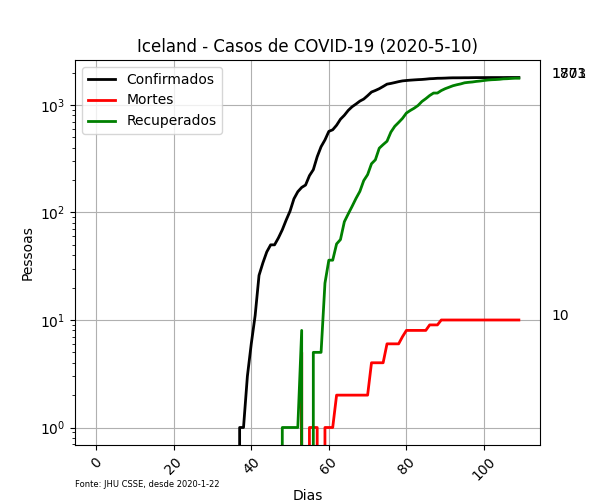 Iceland - Casos de COVID-19 (2020-5-10)
Confirmados
Mortes
Recuperados
10³
10²
10¹
10⁰
Pessoas
10
0
20
40
60
80
100
Dias
Fonte: JHU CSSE, desde 2020-1-22